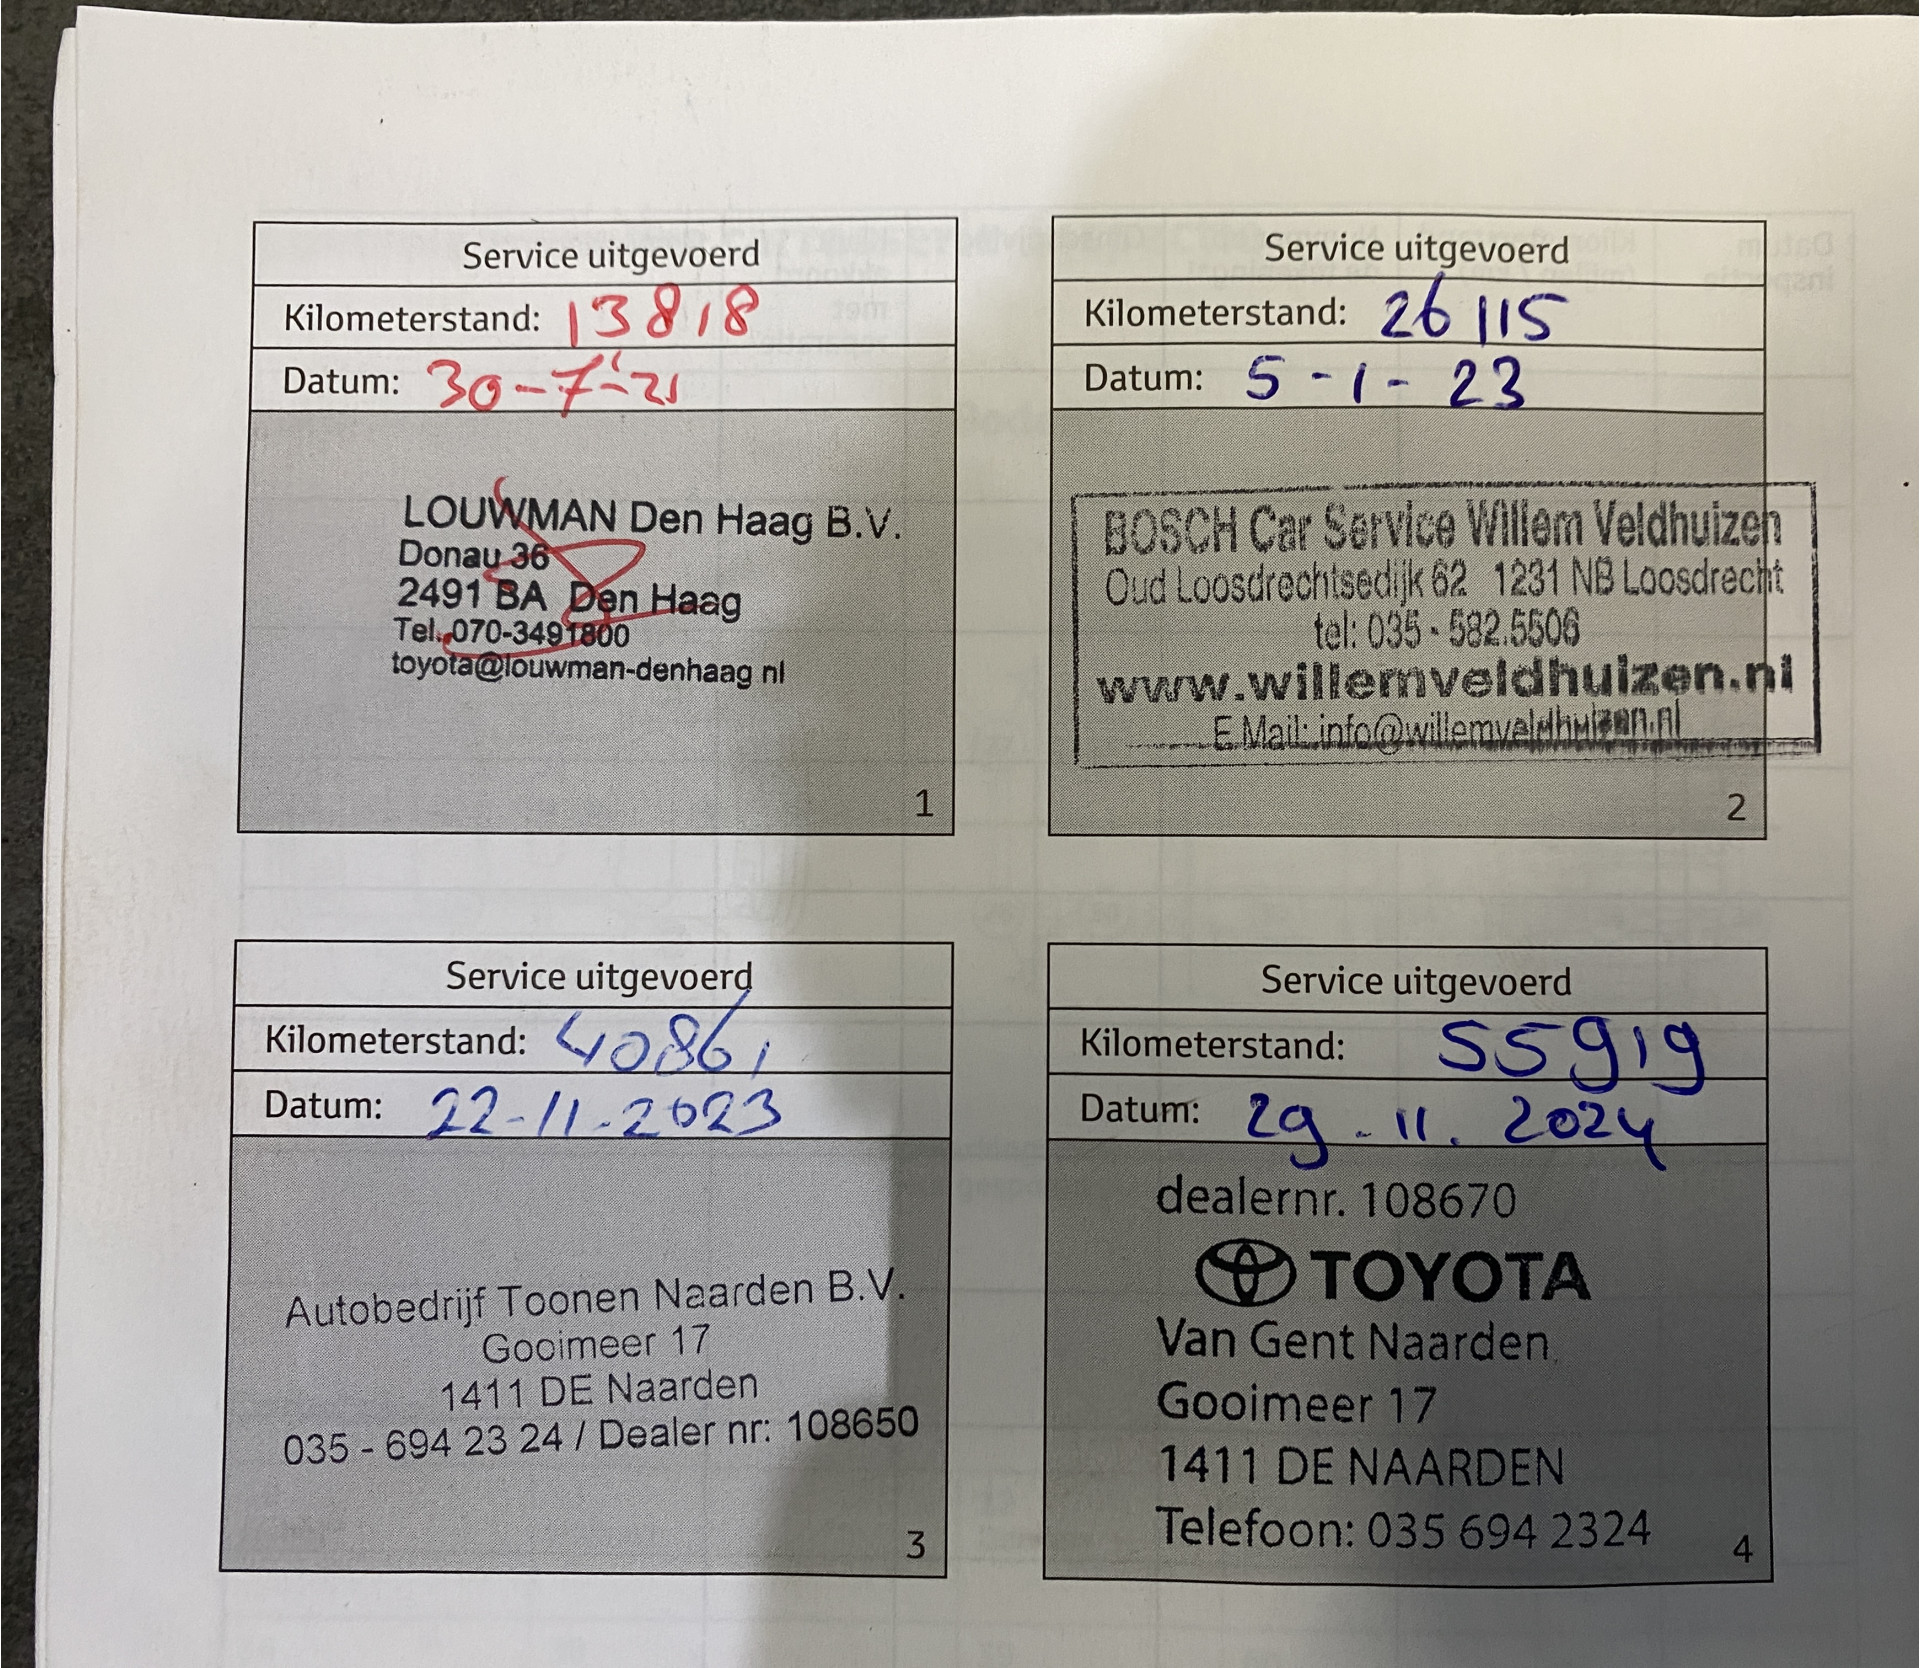 Service uitgevoerd
Kilometerstand: 13818
Datum: 30-7-'21
LOUWMAN Den Haag B.V.
Donau 36
2491 BA Den Haag
Tel. 070-3491800
toyota@louwman-denhaag nl
1
Service uitgevoerd
Kilometerstand: 26115
Datum: 5-1-23
BOSCH Car Service Willem Veldhuizen
Oud Loosdrechtsedijk 62 1231 NB Loosdrecht
tel: 035 - 582.5506
www.willemveldhuizen.nl
E.Mail: info@willemveldhuizen.nl
2
Service uitgevoerd
Kilometerstand: 40861
Datum: 22-11-2023
Autobedrijf Toonen Naarden B.V.
Gooimeer 17
1411 DE Naarden
035 - 694 23 24 / Dealer nr: 108650
3
Service uitgevoerd
Kilometerstand: 55919
Datum: 29.11.2024
dealernr. 108670
TOYOTA
Van Gent Naarden
Gooimeer 17
1411 DE NAARDEN
Telefoon: 035 694 2324
4